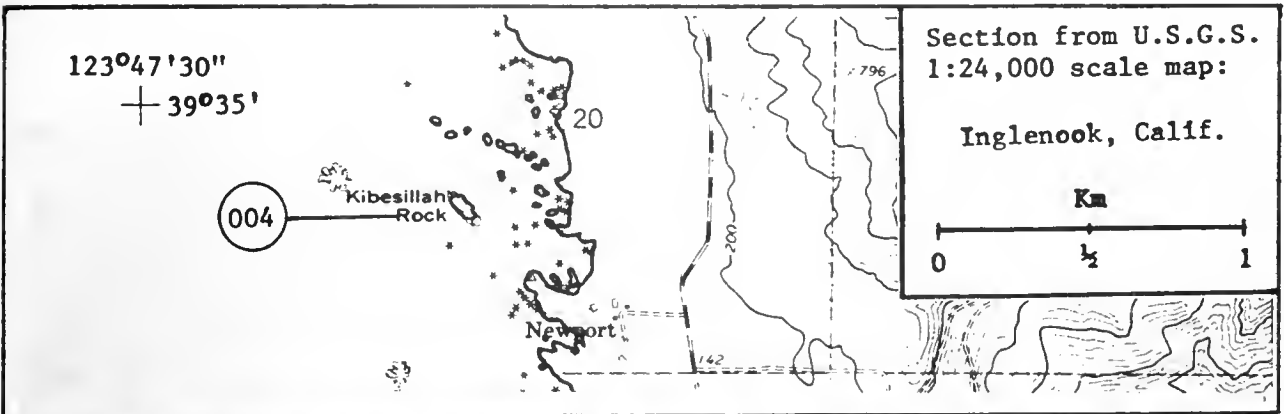 123°47'30"
39°35'
20
Kibesillah
Rock
004
Newport
200
142
796
Section from U.S.G.S.
1:24,000 scale map:
Inglenook, Calif.
Km
0 ½ 1